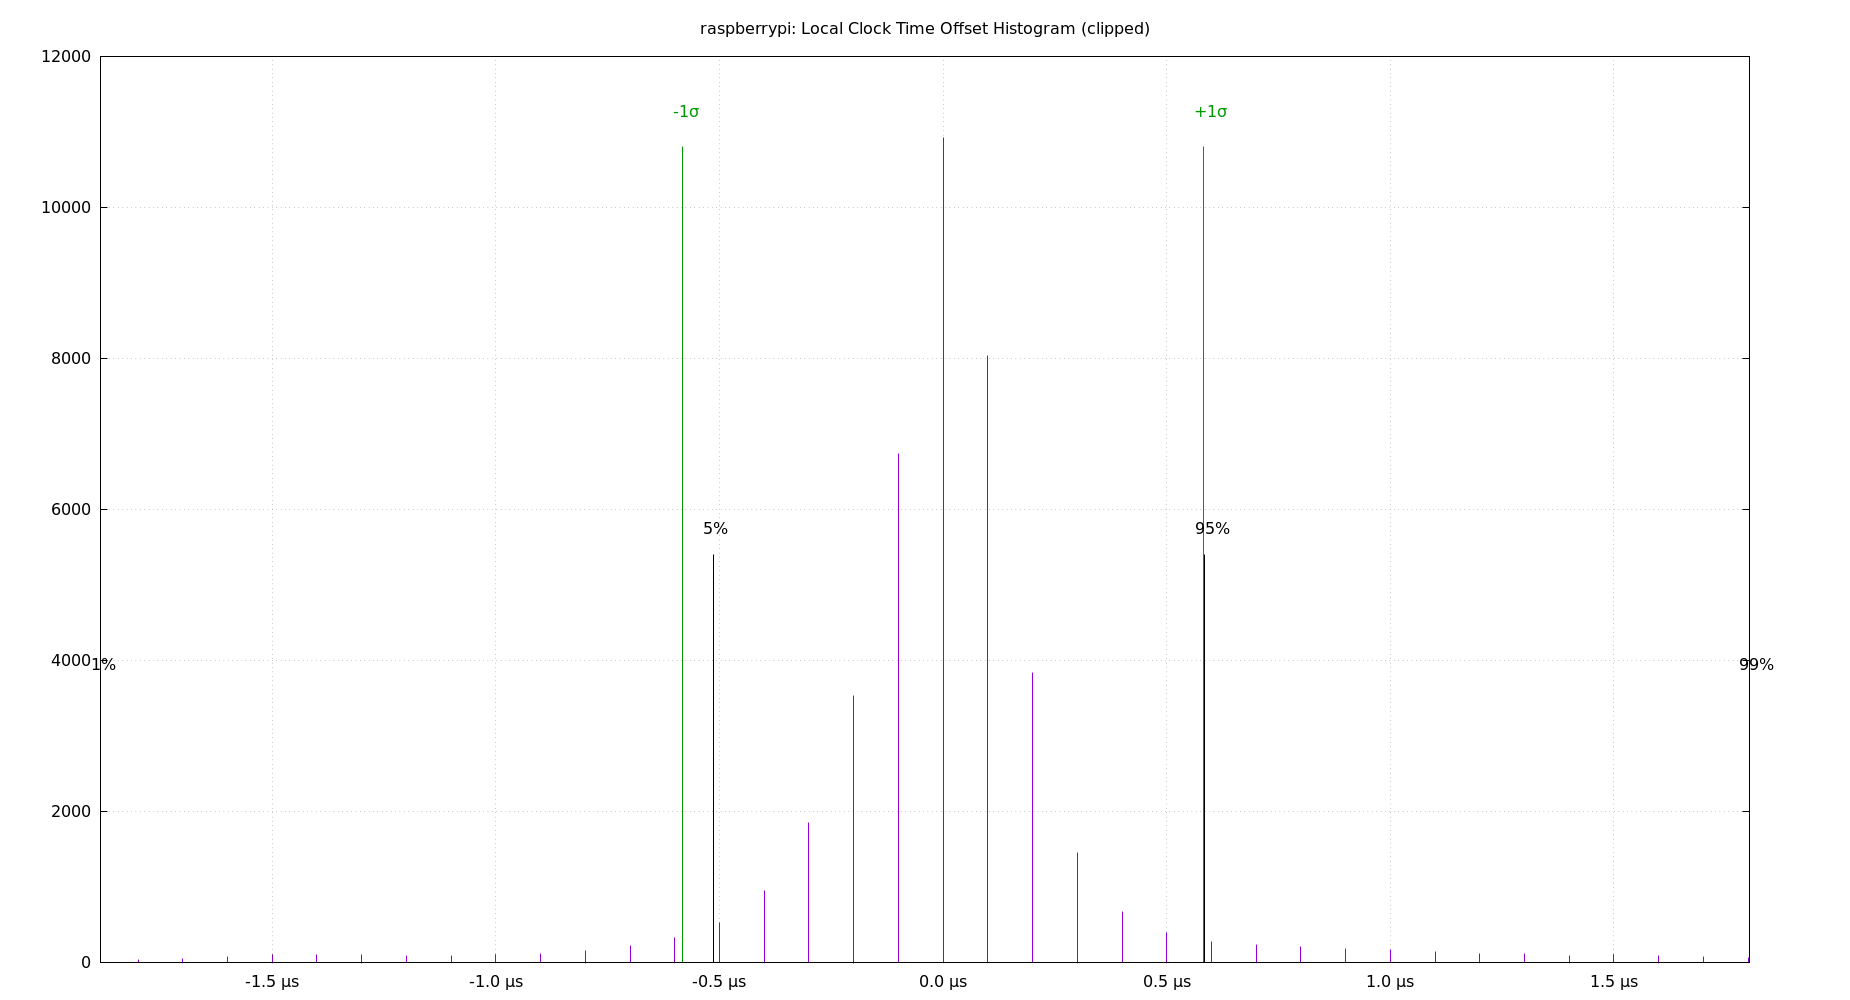 raspberrypi: Local Clock Time Offset Histogram (clipped)
12000
-1σ
+1σ
10000
8000
6000
5%
95%
4000
1%
99%
2000
0
-1.5 µs
-1.0 µs
-0.5 µs
0.0 µs
0.5 µs
1.0 µs
1.5 µs